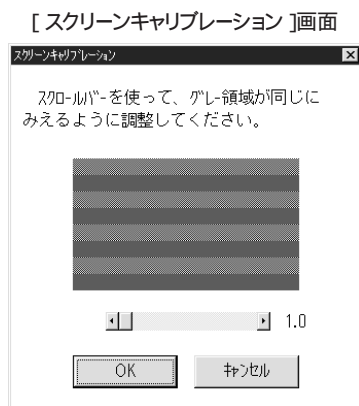 [ スクリーンキャリブレーション ]画面
スクリーンキャリブレーション
スクロールバーを使って、グレー領域が同じに
みえるように調整してください。
1.0
OK
キャンセル